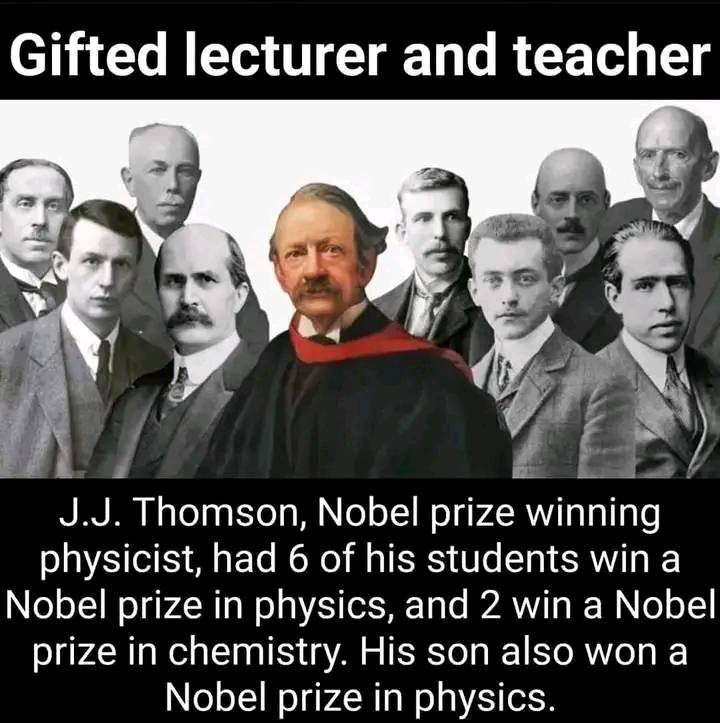 Gifted lecturer and teacher
J.J. Thomson, Nobel prize winning
physicist, had 6 of his students win a
Nobel prize in physics, and 2 win a Nobel
prize in chemistry. His son also won a
Nobel prize in physics.